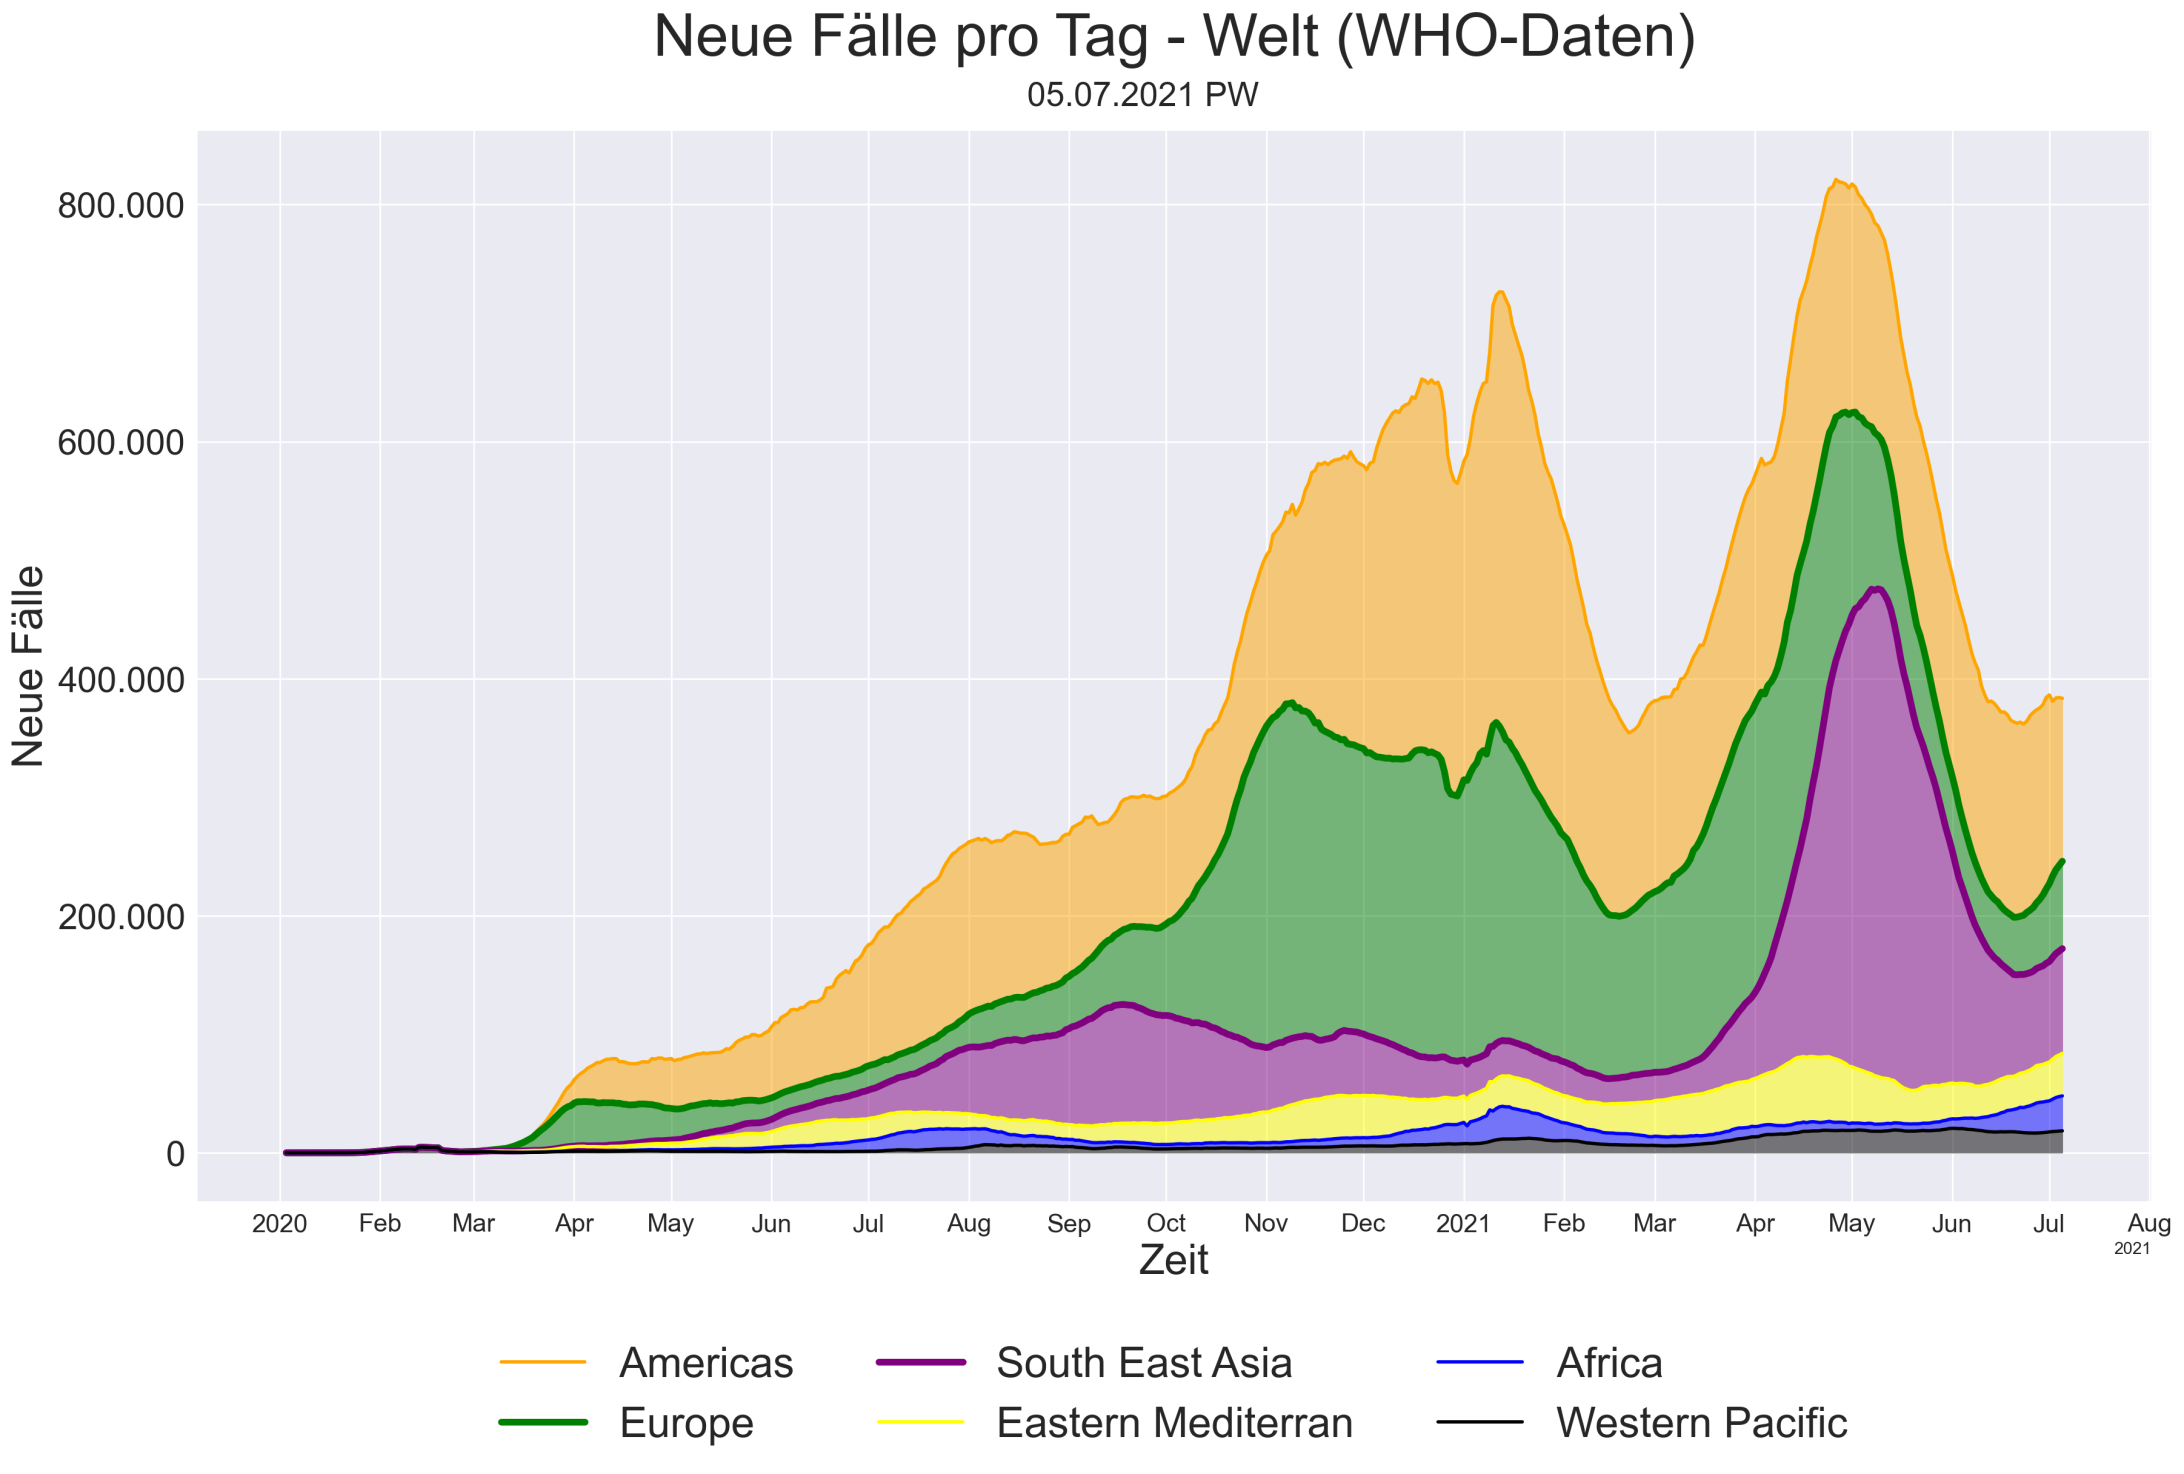 Neue Fälle pro Tag - Welt (WHO-Daten)
05.07.2021 PW
Neue Fälle
800.000
600.000
400.000
200.000
0
2020 Feb Mar Apr May Jun Jul Aug Sep Oct Nov Dec 2021 Feb Mar Apr May Jun Jul Aug
2021
Zeit
Americas South East Asia Africa
Europe Eastern Mediterran Western Pacific